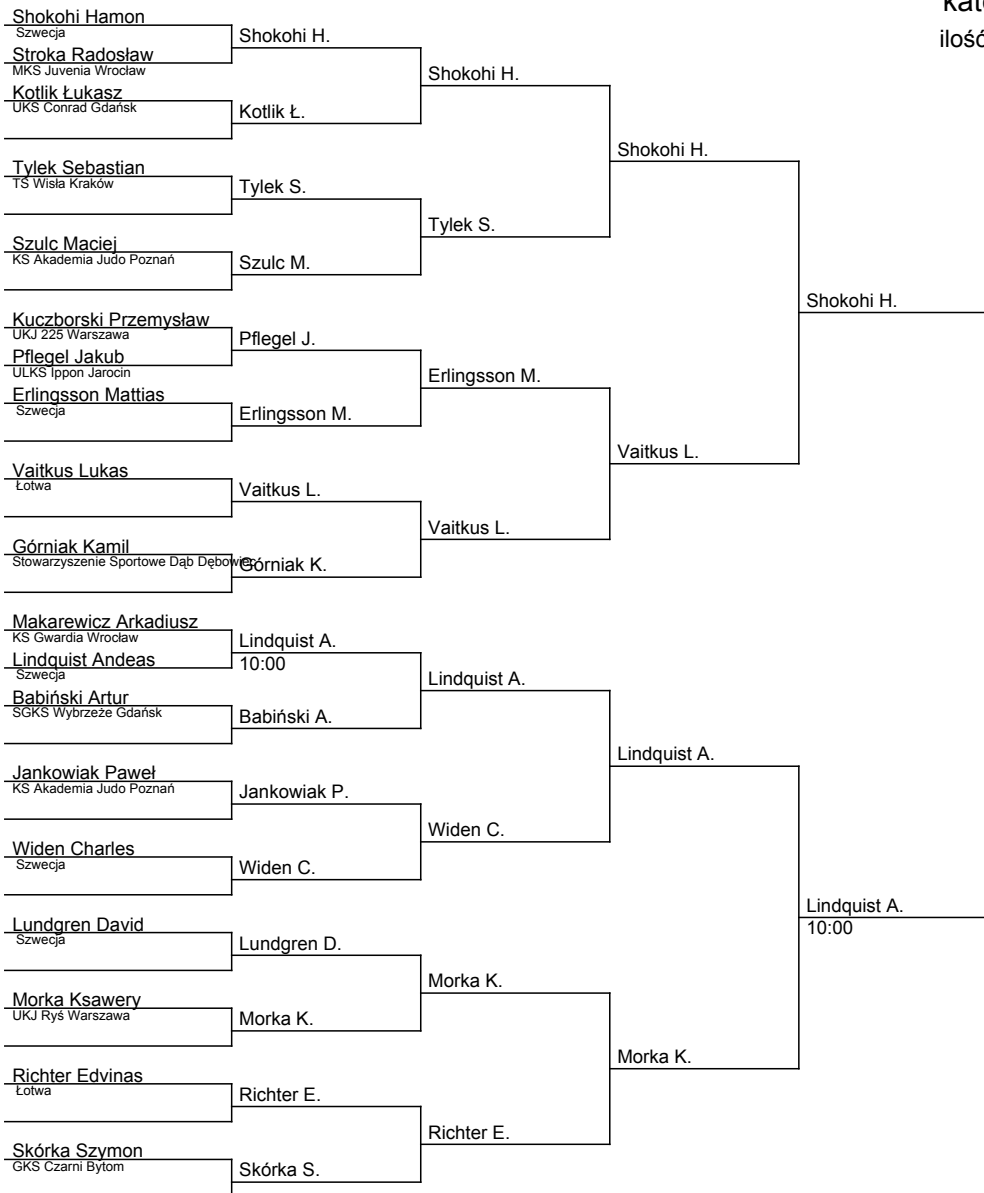 kat
ilość
Shokohi Hamon
Szwecja
Stroka Radosław
MKS Juvenia Wrocław
Kotlik Łukasz
UKS Conrad Gdańsk
Tylek Sebastian
TS Wisła Kraków
Szulc Maciej
KS Akademia Judo Poznań
Kuczborski Przemysław
UKJ 225 Warszawa
Pflegel Jakub
ULKS Ippon Jarocin
Erlingsson Mattias
Szwecja
Vaitkus Lukas
Łotwa
Górniak Kamil
Stowarzyszenie Sportowe Dąb Dębowiec
Makarewicz Arkadiusz
KS Gwardia Wrocław
Lindquist Andeas
Szwecja
Babiński Artur
SGKS Wybrzeże Gdańsk
Jankowiak Paweł
KS Akademia Judo Poznań
Widen Charles
Szwecja
Lundgren David
Szwecja
Morka Ksawery
UKJ Ryś Warszawa
Richter Edvinas
Łotwa
Skórka Szymon
GKS Czarni Bytom
Shokohi H.
Kotlik Ł.
Tylek S.
Szulc M.
Pflegel J.
Erlingsson M.
Vaitkus L.
Górniak K.
Lindquist A.
10:00
Babiński A.
Jankowiak P.
Widen C.
Lundgren D.
Morka K.
Richter E.
Skórka S.
Shokohi H.
Tylek S.
Erlingsson M.
Vaitkus L.
Lindquist A.
Widen C.
Morka K.
Richter E.
Shokohi H.
Vaitkus L.
Lindquist A.
Morka K.
Shokohi H.
Lindquist A.
10:00